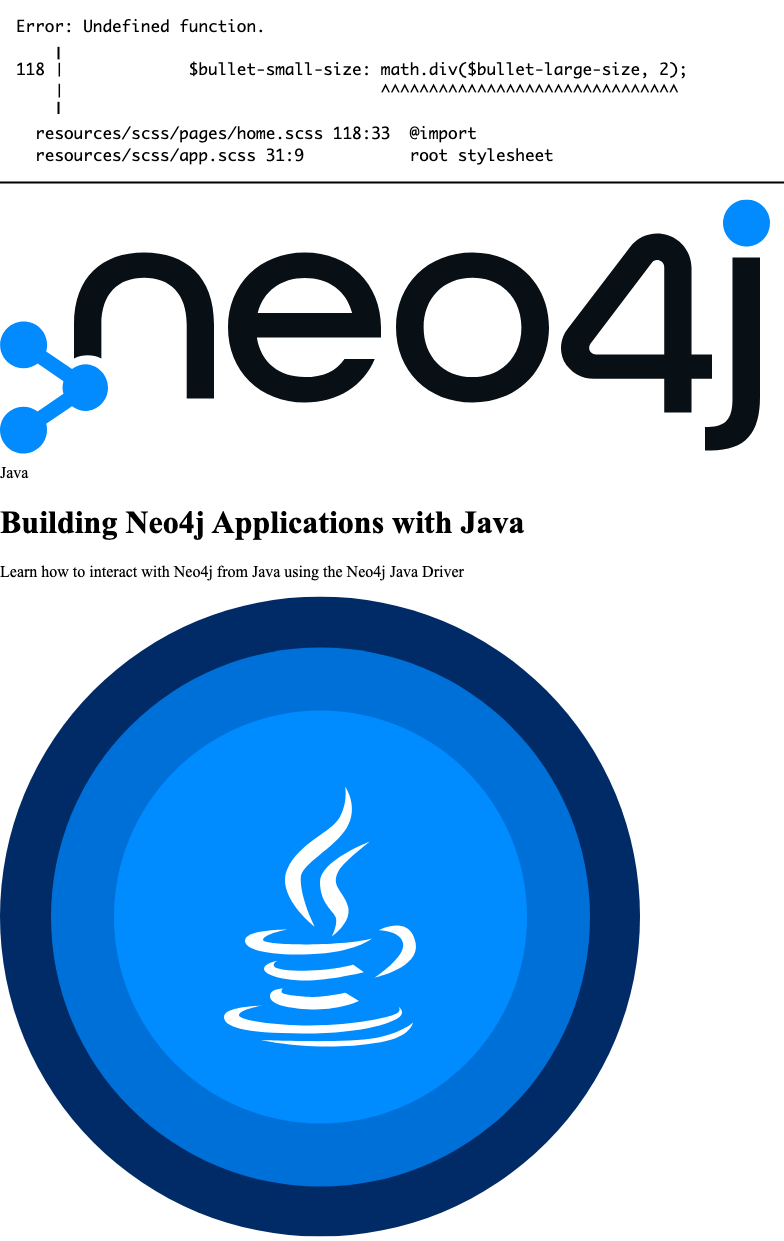 Error: Undefined function.
118 | $bullet-small-size: math.div($bullet-large-size, 2);
| ^^^^^^^^^^^^^^^^^^^^^^^^^^^^^^^
resources/scss/pages/home.scss 118:33 @import
resources/scss/app.scss 31:9 root stylesheet
neo4j
Java
Building Neo4j Applications with Java
Learn how to interact with Neo4j from Java using the Neo4j Java Driver